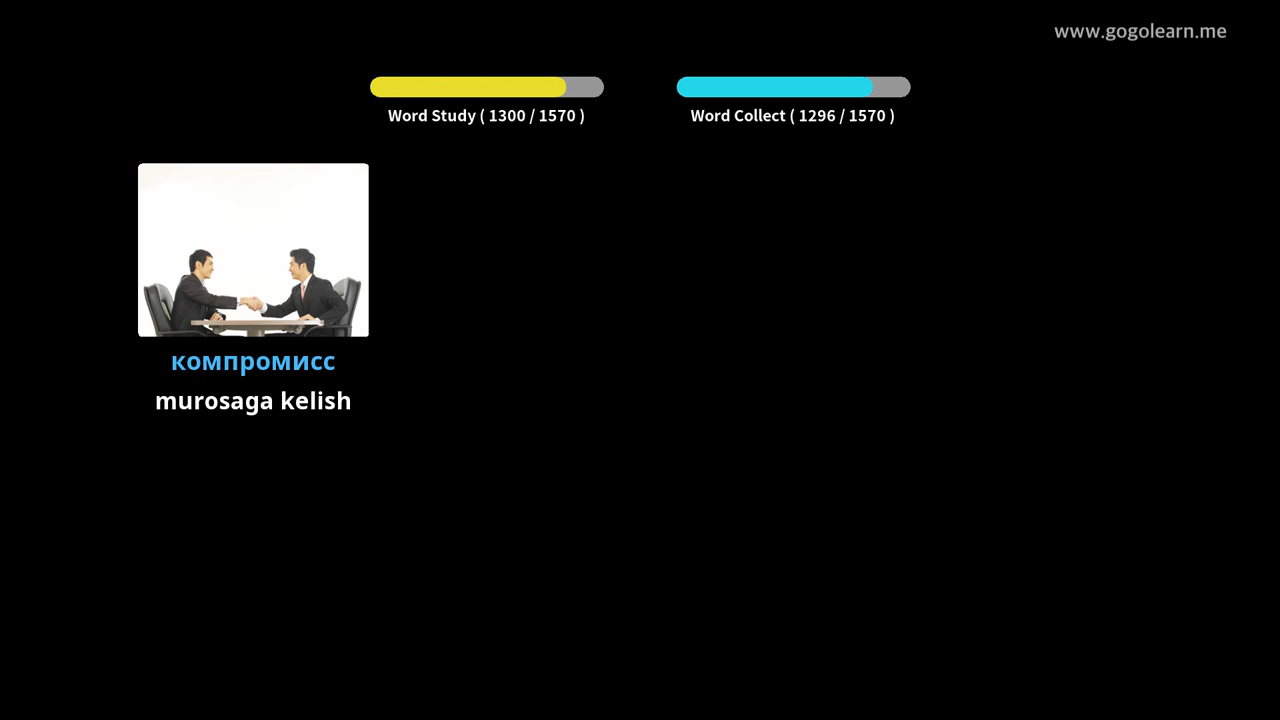 www.gogolearn.me
Word Study ( 1300 / 1570 )
Word Collect ( 1296 / 1570 )
компромисс
murosaga kelish